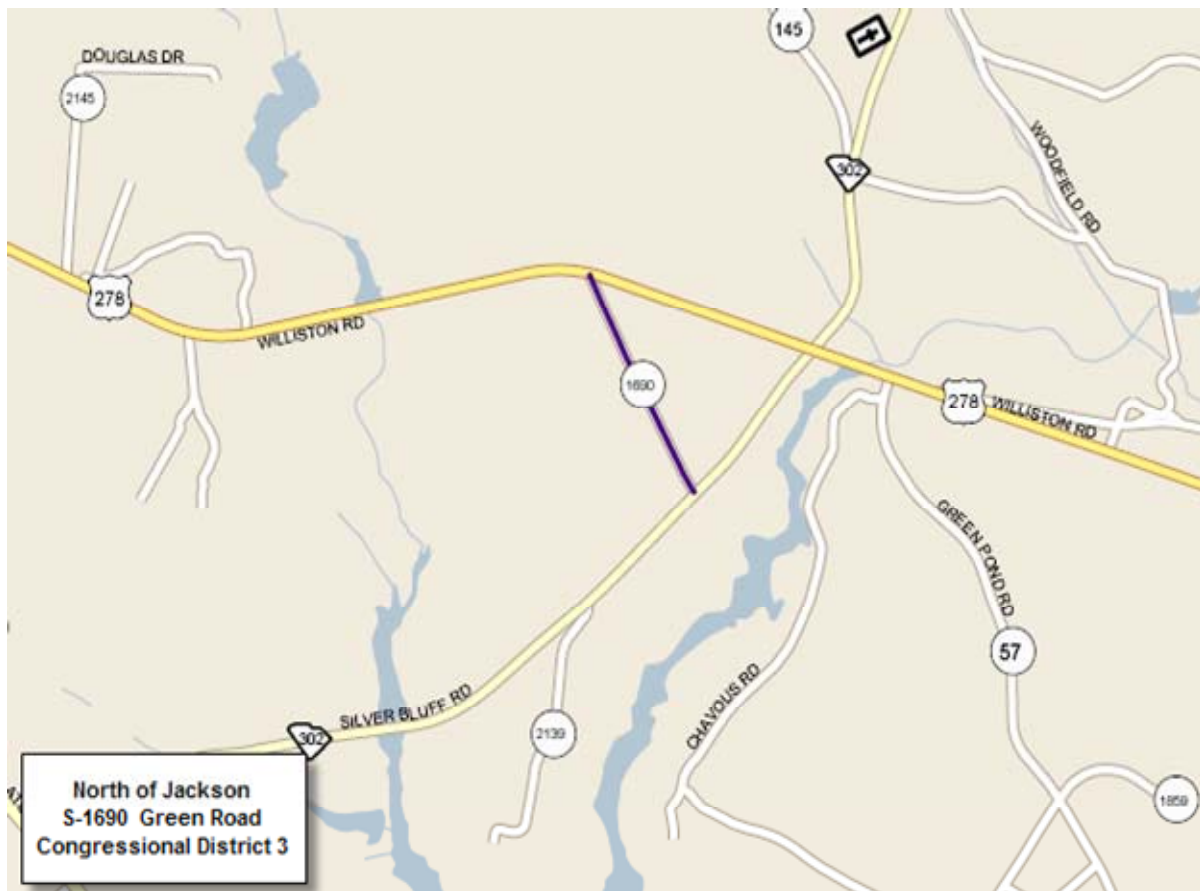 DOUGLAS DR
2145
145
302
WOODFIELD RD
278
WILLISTON RD
1690
278
WILLISTON RD
GREEN POND RD
57
CHAVOUS RD
SILVER BLUFF RD
302
2139
1859
North of Jackson
S-1690 Green Road
Congressional District 3